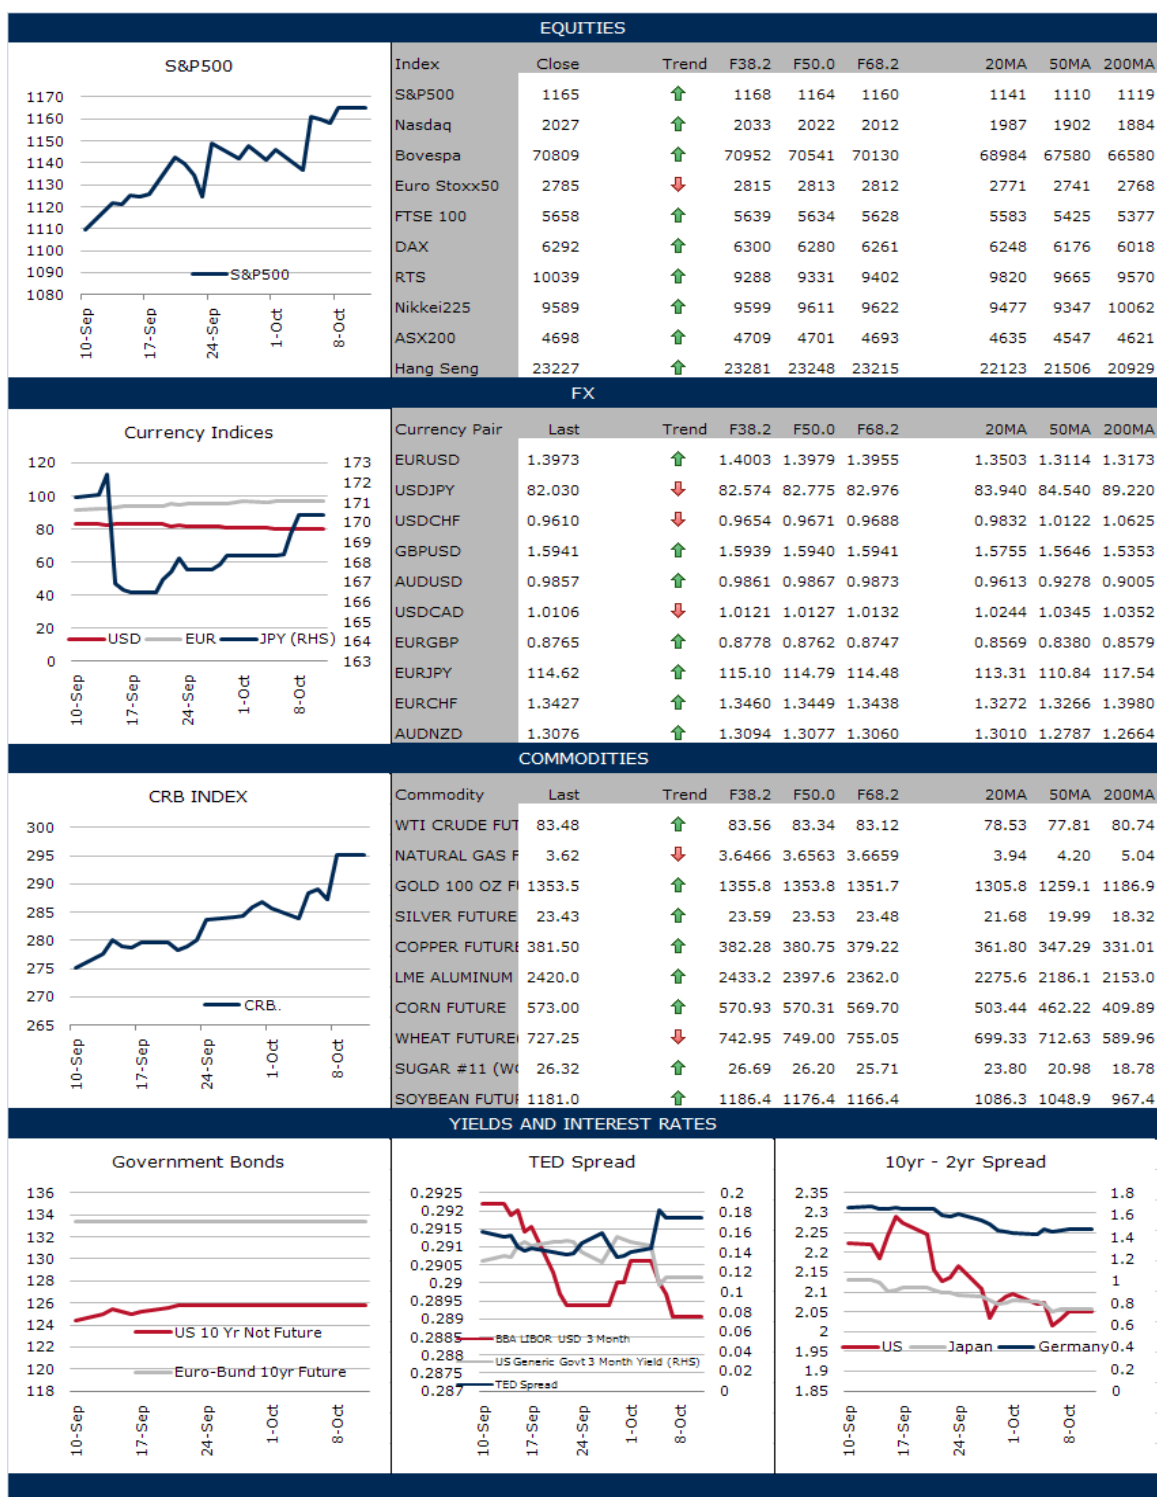 EQUITIES
S&P500
1170
1160
1150
1140
1130
1120
1110
1100
1090
1080
S&P500
10-Sep
17-Sep
24-Sep
1-Oct
8-Oct
Index Close Trend F38.2 F50.0 F68.2 20MA 50MA 200MA
S&P500 1165 1168 1164 1160 1141 1110 1119
Nasdaq 2027 2033 2022 2012 1987 1902 1884
Bovespa 70809 70952 70541 70130 68984 67580 66580
Euro Stoxx50 2785 2815 2813 2812 2771 2741 2768
FTSE 100 5658 5639 5634 5628 5583 5425 5377
DAX 6292 6300 6280 6261 6248 6176 6018
RTS 10039 9288 9331 9402 9820 9665 9570
Nikkei225 9589 9599 9611 9622 9477 9347 10062
ASX200 4698 4709 4701 4693 4635 4547 4621
Hang Seng 23227 23281 23248 23215 22123 21506 20929
FX
Currency Indices
120
100
80
60
40
20
0
173
172
171
170
169
168
167
166
165
164
163
USD EUR JPY (RHS)
10-Sep
17-Sep
24-Sep
1-Oct
8-Oct
Currency Pair Last Trend F38.2 F50.0 F68.2 20MA 50MA 200MA
EURUSD 1.3973 1.4003 1.3979 1.3955 1.3503 1.3114 1.3173
USDJPY 82.030 82.574 82.775 82.976 83.940 84.540 89.220
USDCHF 0.9610 0.9654 0.9671 0.9688 0.9832 1.0122 1.0625
GBPUSD 1.5941 1.5939 1.5940 1.5941 1.5755 1.5646 1.5353
AUDUSD 0.9857 0.9861 0.9867 0.9873 0.9613 0.9278 0.9005
USDCAD 1.0106 1.0121 1.0127 1.0132 1.0244 1.0345 1.0352
EURGBP 0.8765 0.8778 0.8762 0.8747 0.8569 0.8380 0.8579
EURJPY 114.62 115.10 114.79 114.48 113.31 110.84 117.54
EURCHF 1.3427 1.3460 1.3449 1.3438 1.3272 1.3266 1.3980
AUDNZD 1.3076 1.3094 1.3077 1.3060 1.3010 1.2787 1.2664
COMMODITIES
CRB INDEX
300
295
290
285
280
275
270
265
CRB..
10-Sep
17-Sep
24-Sep
1-Oct
8-Oct
Commodity Last Trend F38.2 F50.0 F68.2 20MA 50MA 200MA
WTI CRUDE FUT 83.48 83.56 83.34 83.12 78.53 77.81 80.74
NATURAL GAS F 3.62 3.6466 3.6563 3.6659 3.94 4.20 5.04
GOLD 100 OZ FU 1353.5 1355.8 1353.8 1351.7 1305.8 1259.1 1186.9
SILVER FUTURE 23.43 23.59 23.53 23.48 21.68 19.99 18.32
COPPER FUTURE 381.50 382.28 380.75 379.22 361.80 347.29 331.01
LME ALUMINUM 2420.0 2433.2 2397.6 2362.0 2275.6 2186.1 2153.0
CORN FUTURE 573.00 570.93 570.31 569.70 503.44 462.22 409.89
WHEAT FUTURE( 727.25 742.95 749.00 755.05 699.33 712.63 589.96
SUGAR #11 (WO 26.32 26.69 26.20 25.71 23.80 20.98 18.78
SOYBEAN FUTUR 1181.0 1186.4 1176.4 1166.4 1086.3 1048.9 967.4
YIELDS AND INTEREST RATES
Government Bonds
136
134
132
130
128
126
124
122
120
118
US 10 Yr Not Future
Euro-Bund 10yr Future
10-Sep
17-Sep
24-Sep
1-Oct
8-Oct
TED Spread
0.2925
0.292
0.2915
0.291
0.2905
0.29
0.2895
0.289
0.2885
0.288
0.2875
0.287
0.2
0.18
0.16
0.14
0.12
0.1
0.08
0.06
0.04
0.02
0
BBA LIBOR USD 3 Month
US Generic Govt 3 Month Yield (RHS)
TED Spread
10-Sep
17-Sep
24-Sep
1-Oct
8-Oct
10yr - 2yr Spread
2.35
2.3
2.25
2.2
2.15
2.1
2.05
2
1.95
1.9
1.85
1.8
1.6
1.4
1.2
1
0.8
0.6
0.4
0.2
0
US Japan Germany
10-Sep
17-Sep
24-Sep
1-Oct
8-Oct